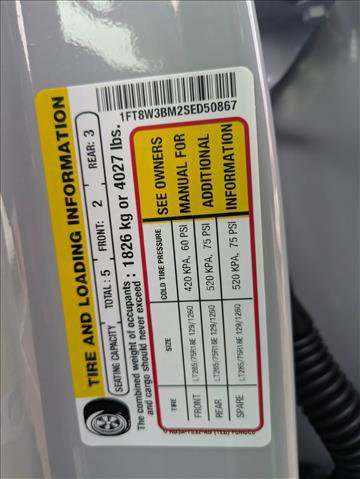 TIRE AND LOADING INFORMATION
SEATING CAPACITY TOTAL: 5 FRONT: 2 REAR: 3
The combined weight of occupants and cargo should never exceed : 1826 kg or 4027 lbs.
TIRE SIZE COLD TIRE PRESSURE
FRONT LT265/75R18E 129/126Q 420 KPA, 60 PSI
REAR LT265/75R18E 129/126Q 520 KPA, 75 PSI
SPARE LT265/75R18E 129/126Q 520 KPA, 75 PSI
SEE OWNERS
MANUAL FOR
ADDITIONAL
INFORMATION
1FT8W3BM2SED50867